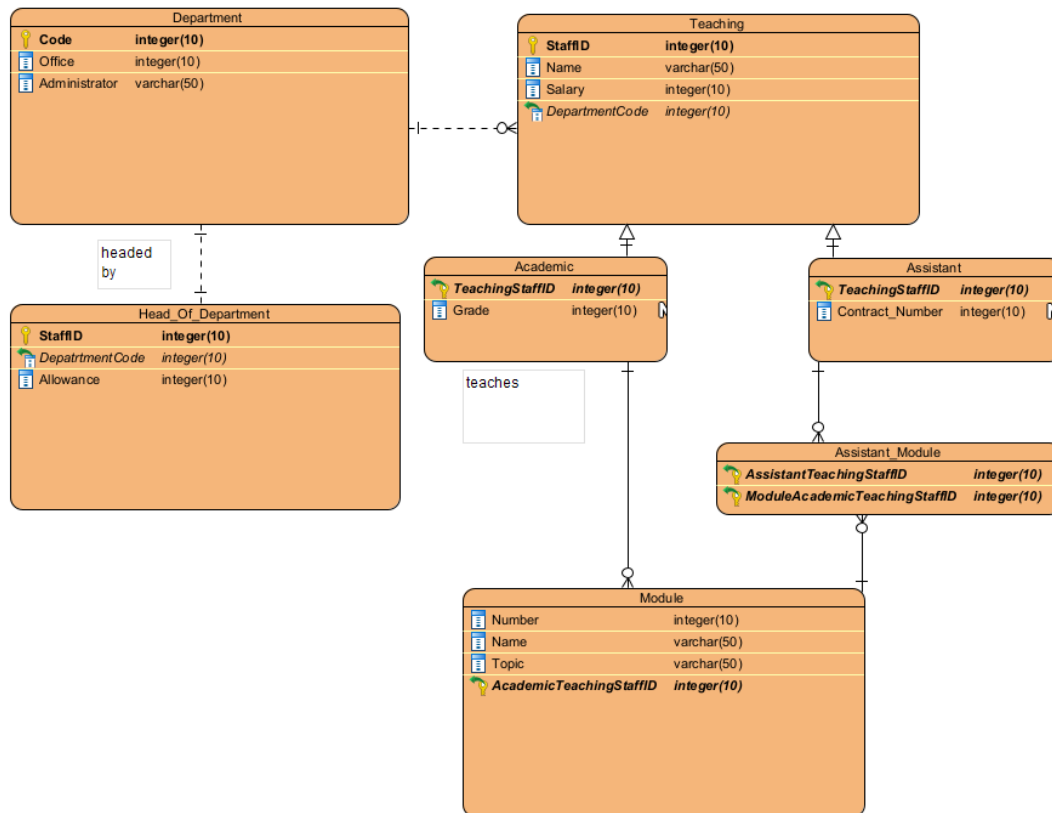 Department
Code integer(10)
Office integer(10)
Administrator varchar(50)
Teaching
StaffID integer(10)
Name varchar(50)
Salary integer(10)
DepartmentCode integer(10)
headed
by
Head_Of_Department
StaffID integer(10)
DepatrtmentCode integer(10)
Allowance integer(10)
Academic
TeachingStaffID integer(10)
Grade integer(10)
Assistant
TeachingStaffID integer(10)
Contract_Number integer(10)
teaches
Assistant_Module
AssistantTeachingStaffID integer(10)
ModuleAcademicTeachingStaffID integer(10)
Module
Number integer(10)
Name varchar(50)
Topic varchar(50)
AcademicTeachingStaffID integer(10)